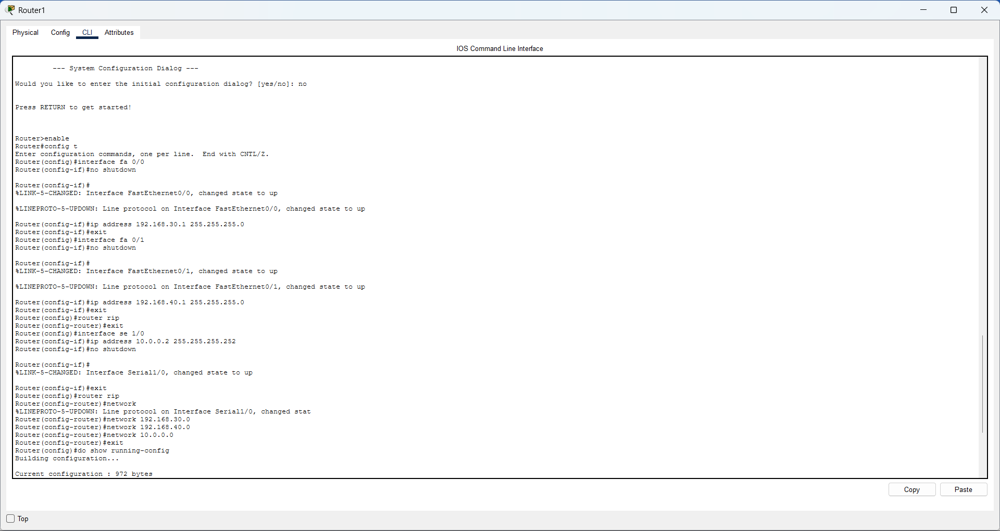 Router1
Physical Config CLI Attributes
IOS Command Line Interface
--- System Configuration Dialog ---
Would you like to enter the initial configuration dialog? [yes/no]: no
Press RETURN to get started!
Router>enable
Router#config t
Enter configuration commands, one per line.  End with CNTL/Z.
Router(config)#interface fa 0/0
Router(config-if)#no shutdown
Router(config-if)#
%LINK-5-CHANGED: Interface FastEthernet0/0, changed state to up
%LINEPROTO-5-UPDOWN: Line protocol on Interface FastEthernet0/0, changed state to up
Router(config-if)#ip address 192.168.30.1 255.255.255.0
Router(config-if)#exit
Router(config)#interface fa 0/1
Router(config-if)#no shutdown
Router(config-if)#
%LINK-5-CHANGED: Interface FastEthernet0/1, changed state to up
%LINEPROTO-5-UPDOWN: Line protocol on Interface FastEthernet0/1, changed state to up
Router(config-if)#ip address 192.168.40.1 255.255.255.0
Router(config-if)#exit
Router(config)#router rip
Router(config-router)#exit
Router(config)#interface se 1/0
Router(config-if)#ip address 10.0.0.2 255.255.255.252
Router(config-if)#no shutdown
Router(config-if)#
%LINK-5-CHANGED: Interface Serial1/0, changed state to up
Router(config-if)#exit
Router(config)#router rip
Router(config-router)#network
%LINEPROTO-5-UPDOWN: Line protocol on Interface Serial1/0, changed stat
Router(config-router)#network 192.168.30.0
Router(config-router)#network 192.168.40.0
Router(config-router)#network 10.0.0.0
Router(config-router)#exit
Router(config)#do show running-config
Building configuration...
Current configuration : 972 bytes
Copy Paste
Top